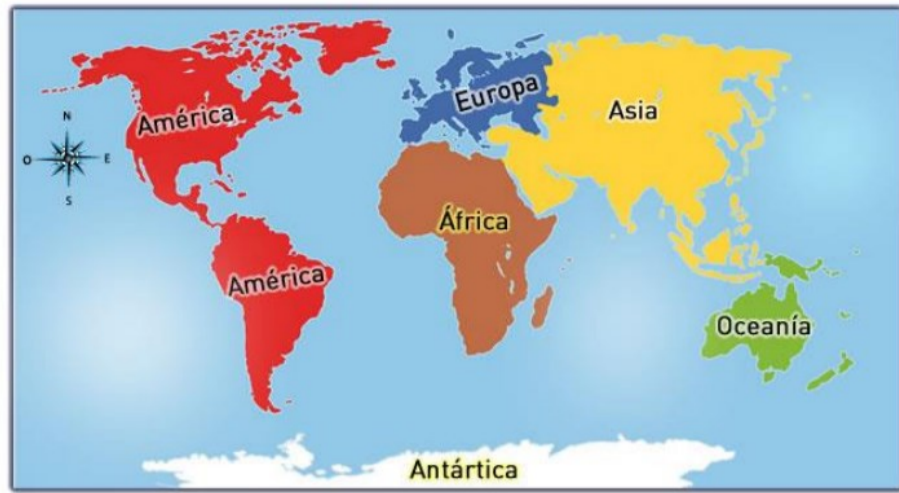 América
Europa
Asia
N
O
E
S
África
América
Oceanía
Antártica